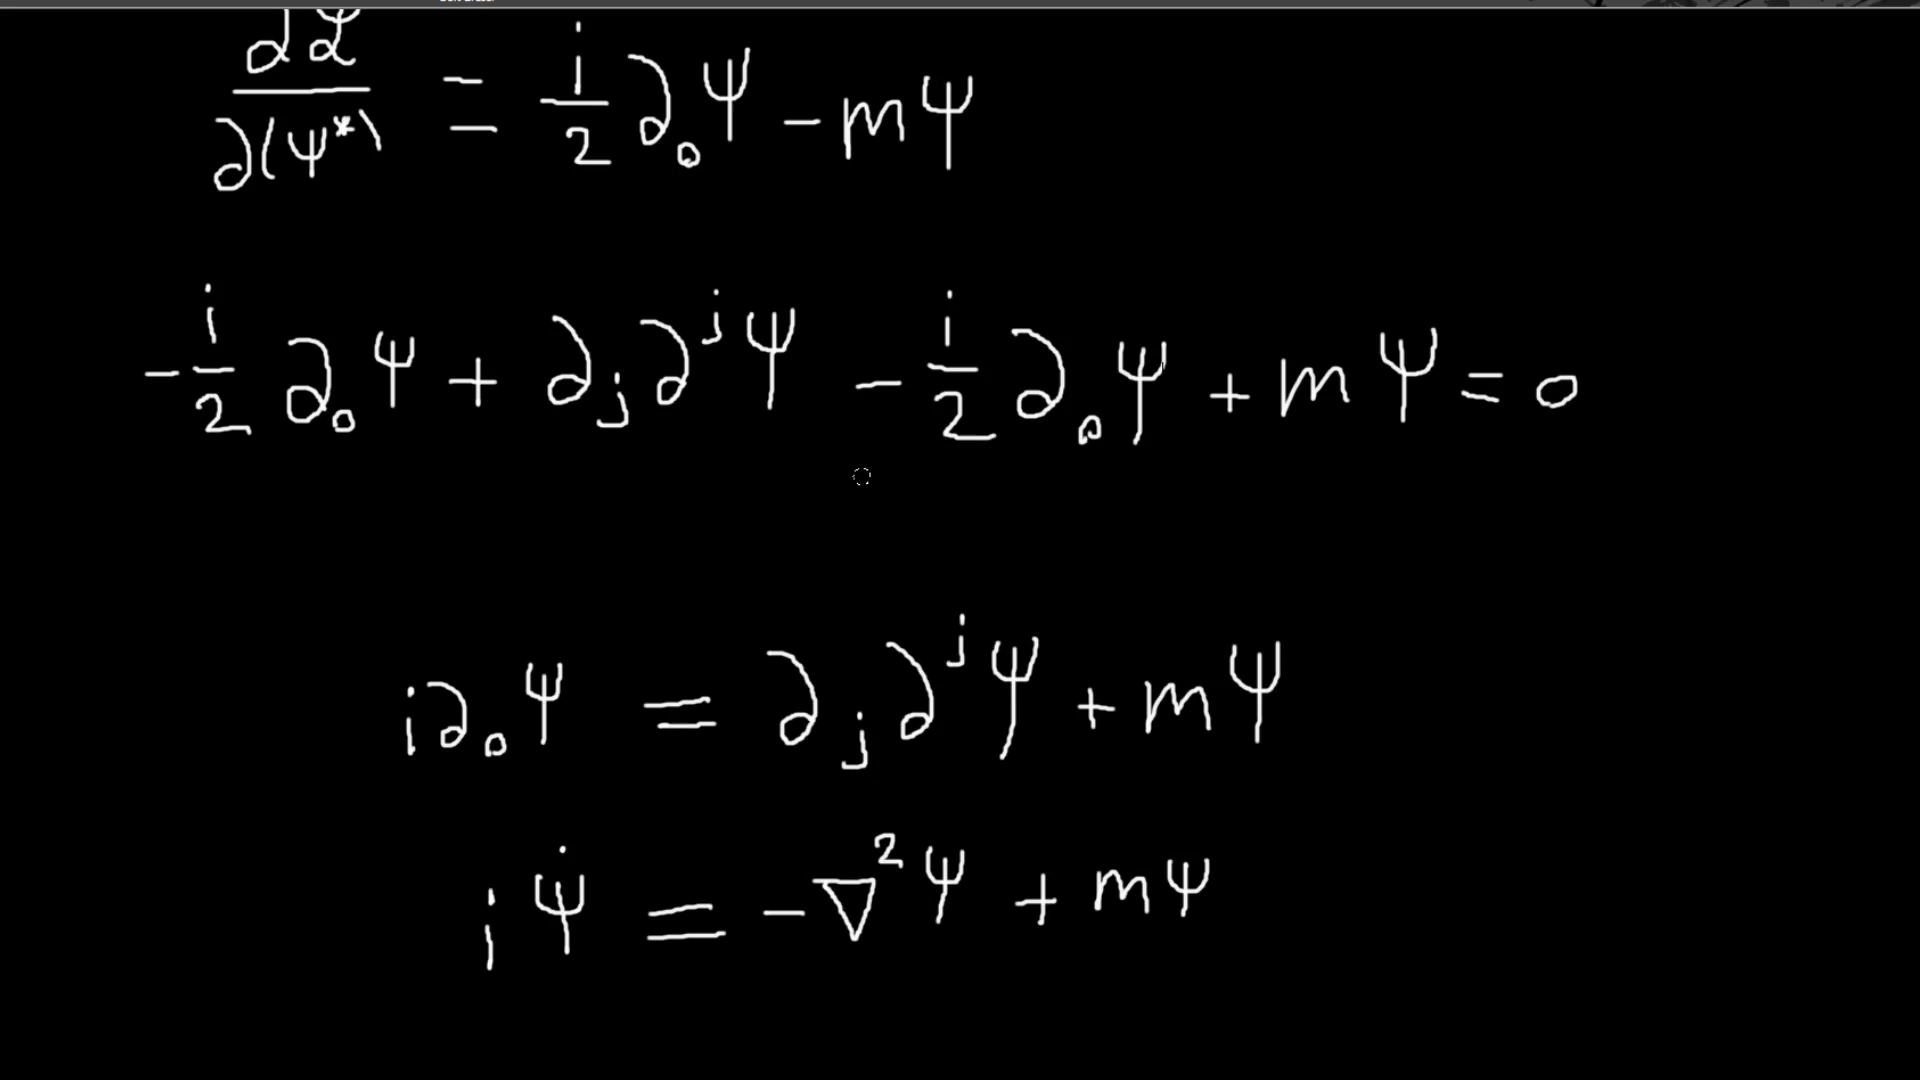 ∂ℒ/∂(ψ*) = i/2 ∂₀ψ - mψ
-i/2 ∂₀ψ + ∂ⱼ∂ʲψ - i/2 ∂₀ψ + mψ = 0
i∂₀ψ = ∂ⱼ∂ʲψ + mψ
iψ̇ = -∇²ψ + mψ